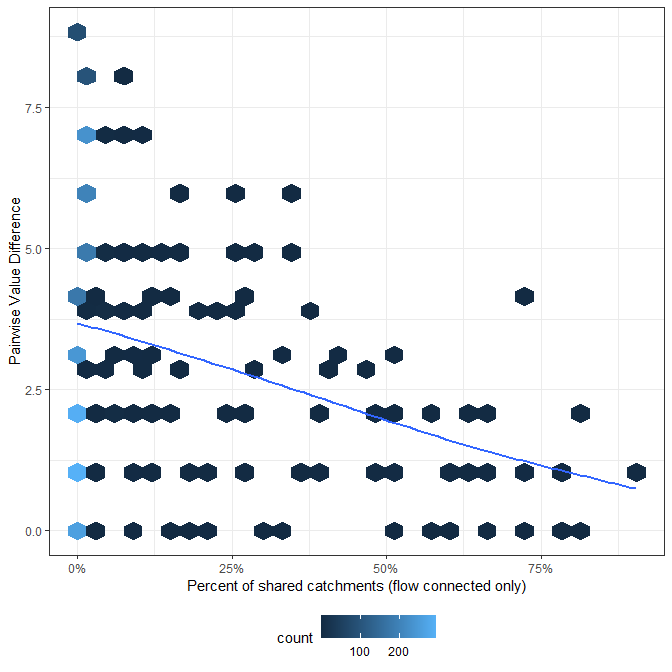 Pairwise Value Difference
7.5
5.0
2.5
0.0
0% 25% 50% 75%
Percent of shared catchments (flow connected only)
count
100 200